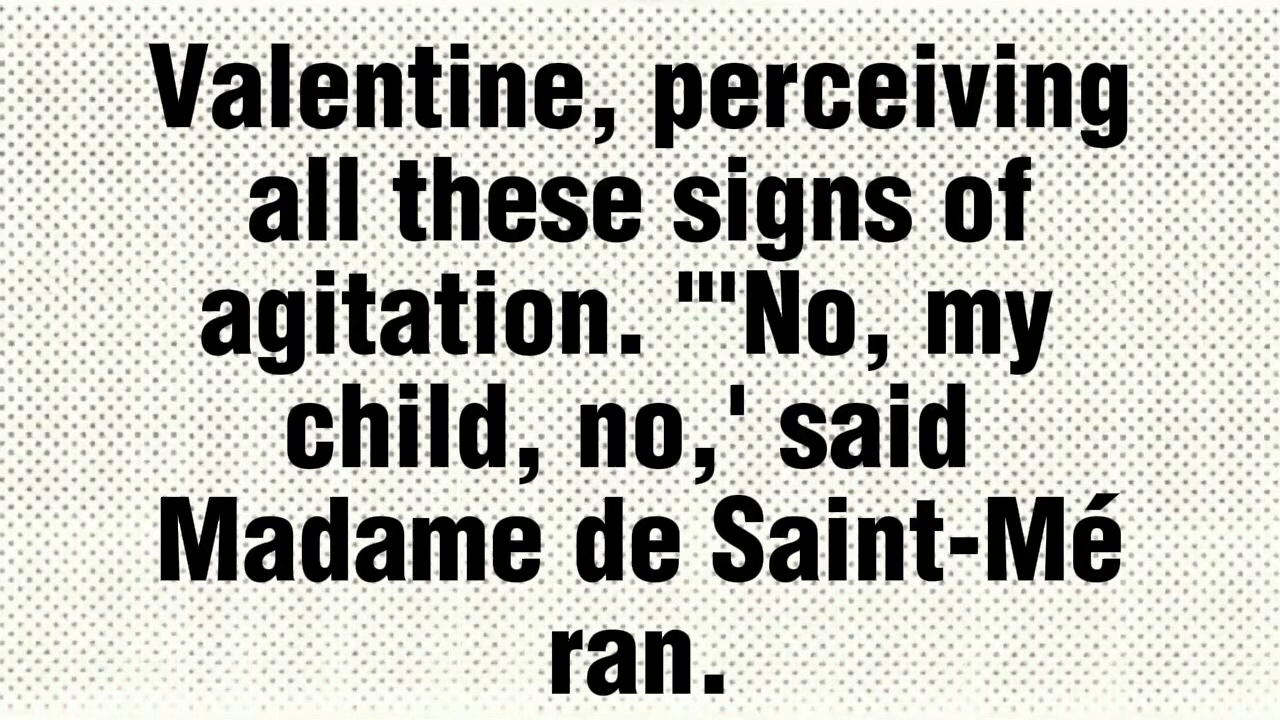 Valentine, perceiving
all these signs of
agitation. "'No, my
child, no,' said
Madame de Saint-Mé
ran.